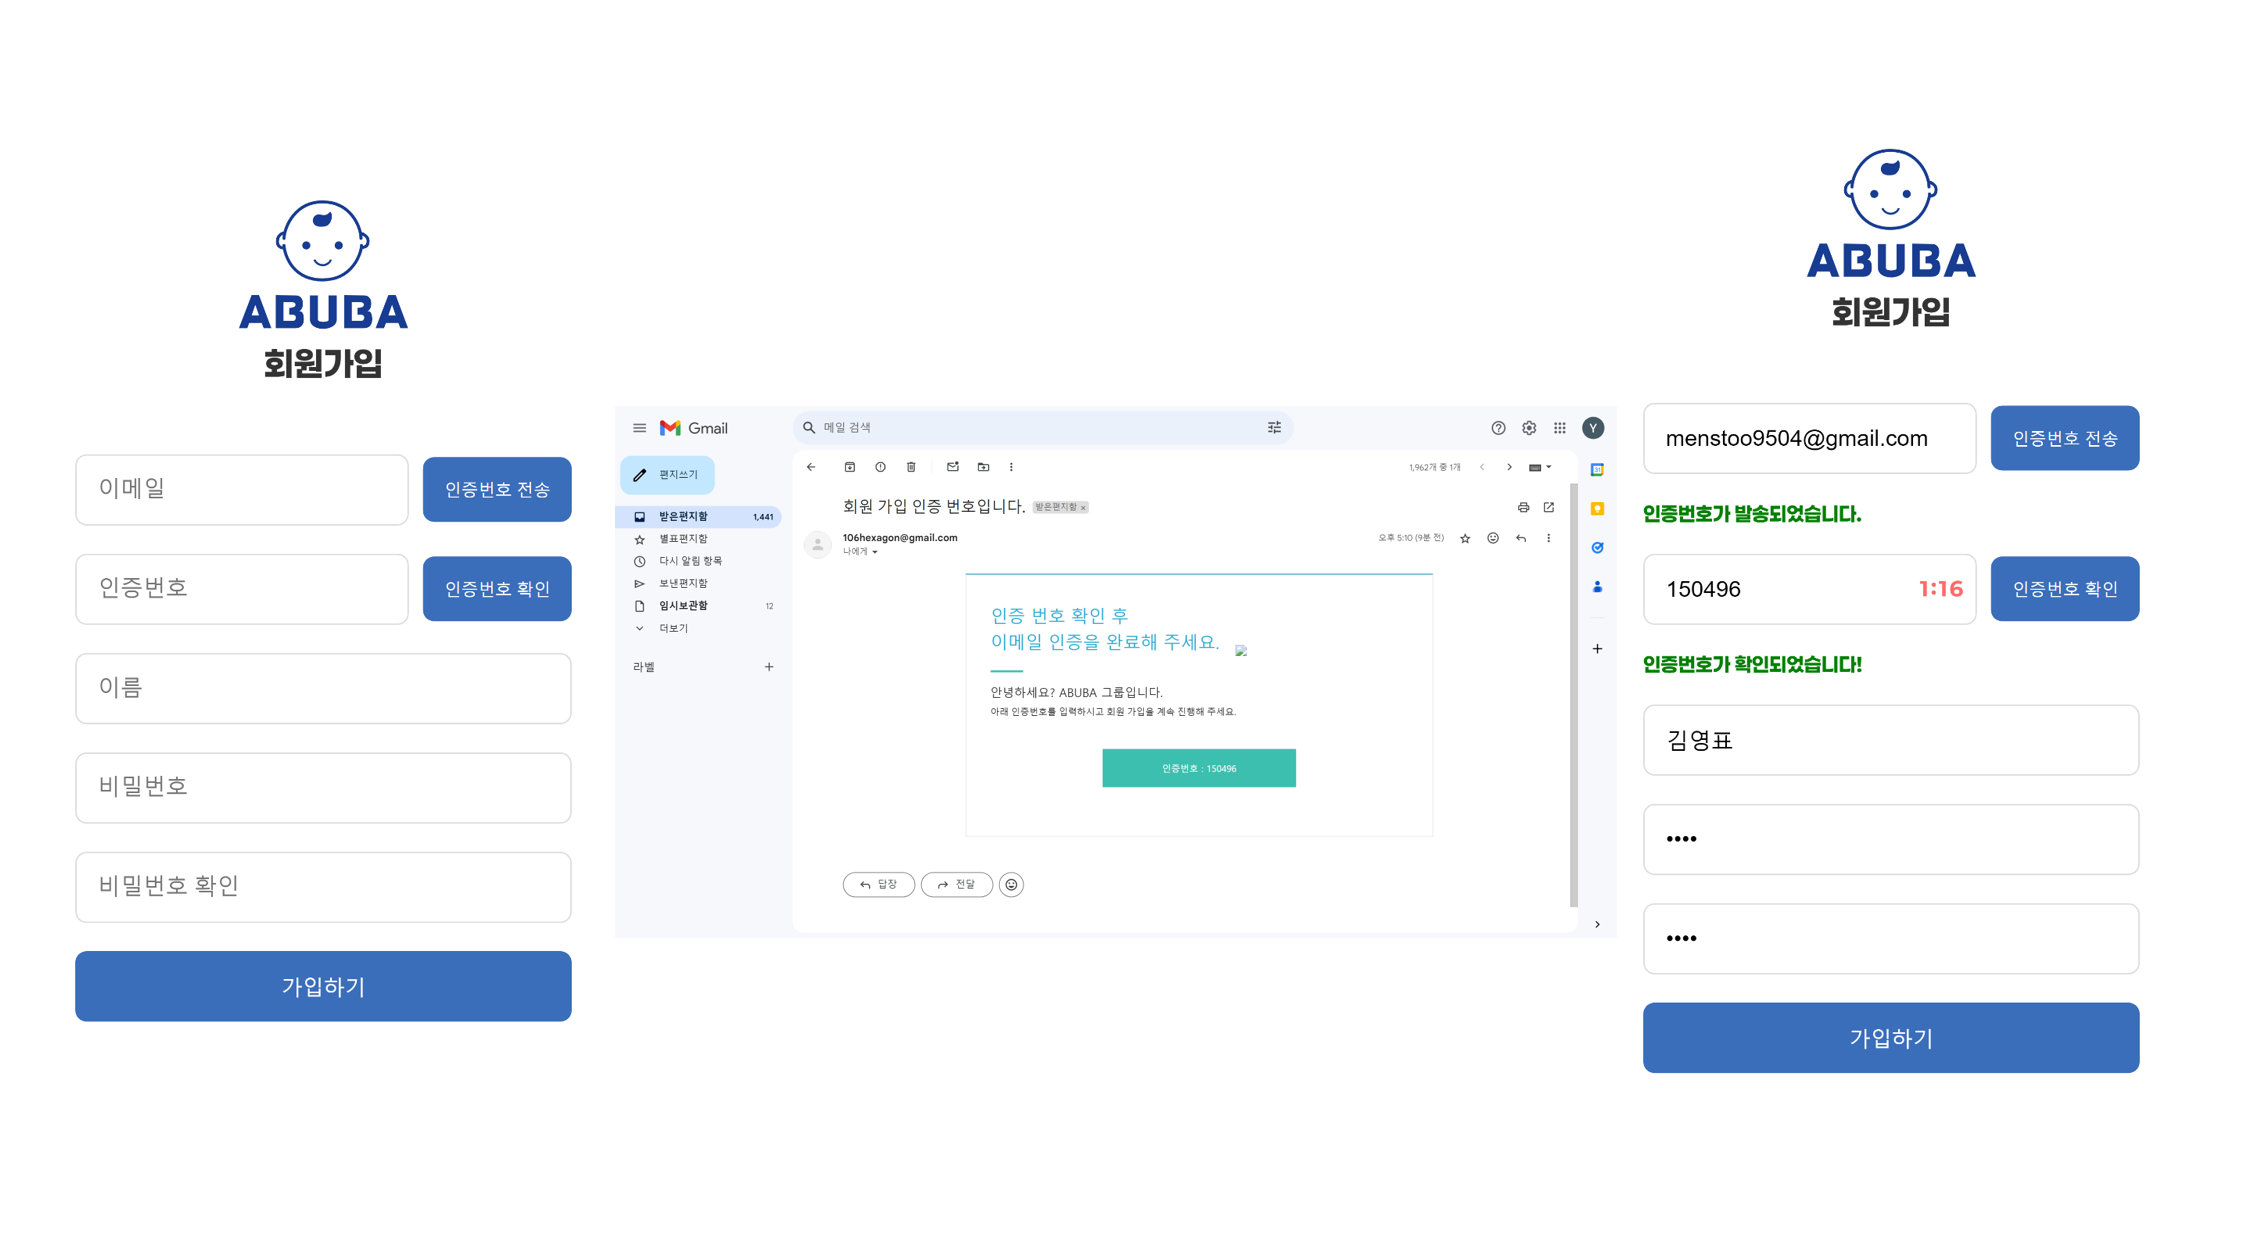 ABUBA
회원가입
이메일
인증번호 전송
인증번호
인증번호 확인
이름
비밀번호
비밀번호 확인
가입하기
Gmail
메일 검색
Y
편지쓰기
받은편지함 1,441
별표편지함
다시 알림 항목
보낸편지함
임시보관함 12
더보기
라벨
1,962개 중 1개
회원 가입 인증 번호입니다. 받은편지함 ×
106hexagon@gmail.com
오후 5:10 (9분 전)
나에게
인증 번호 확인 후
이메일 인증을 완료해 주세요.
안녕하세요? ABUBA 그룹입니다.
아래 인증번호를 입력하시고 회원 가입을 계속 진행해 주세요.
인증번호 : 150496
답장
전달
31
ABUBA
회원가입
menstoo9504@gmail.com
인증번호 전송
인증번호가 발송되었습니다.
150496 1:16
인증번호 확인
인증번호가 확인되었습니다!
김영표
••••
••••
가입하기